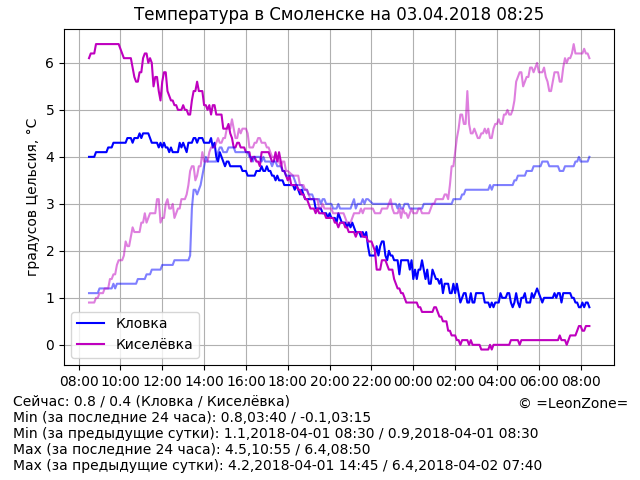 Температура в Смоленске на 03.04.2018 08:25
градусов Цельсия, °C
6
5
4
3
2
1
0
Кловка
Киселёвка
08:00 10:00 12:00 14:00 16:00 18:00 20:00 22:00 00:00 02:00 04:00 06:00 08:00
Сейчас: 0.8 / 0.4 (Кловка / Киселёвка)
© =LeonZone=
Min (за последние 24 часа): 0.8,03:40 / -0.1,03:15
Min (за предыдущие сутки): 1.1,2018-04-01 08:30 / 0.9,2018-04-01 08:30
Max (за последние 24 часа): 4.5,10:55 / 6.4,08:50
Max (за предыдущие сутки): 4.2,2018-04-01 14:45 / 6.4,2018-04-02 07:40